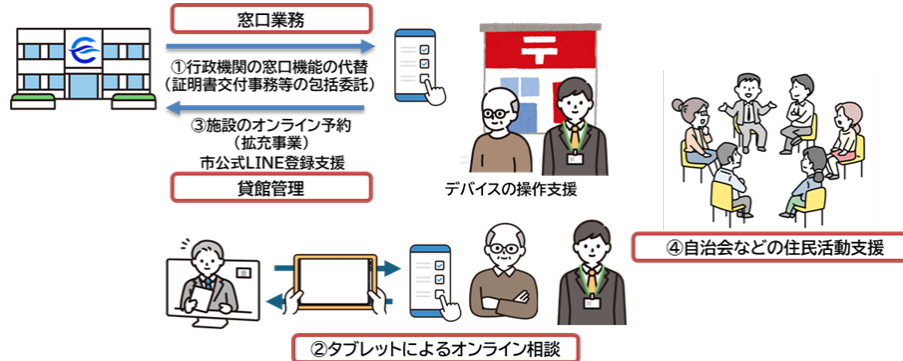 窓口業務
①行政機関の窓口機能の代替
（証明書交付事務等の包括委託）
③施設のオンライン予約
（拡充事業）
市公式LINE登録支援
貸館管理
デバイスの操作支援
④自治会などの住民活動支援
②タブレットによるオンライン相談